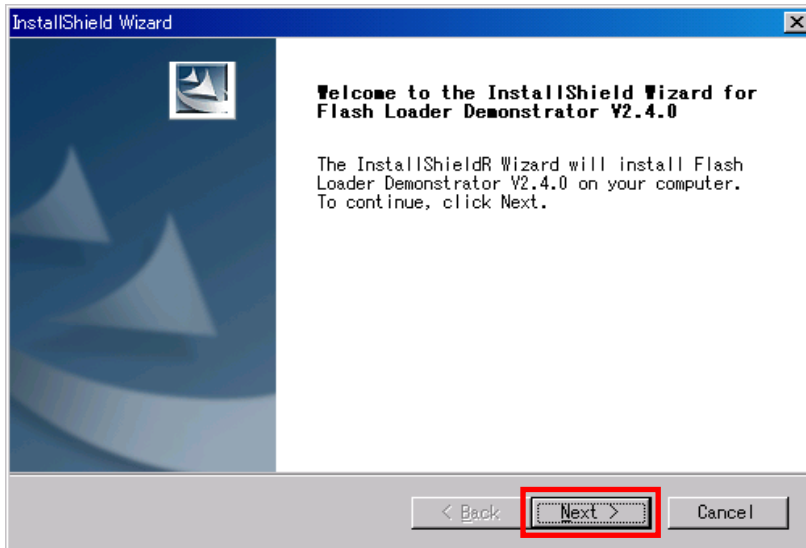 InstallShield Wizard
Welcome to the InstallShield Wizard for
Flash Loader Demonstrator V2.4.0
The InstallShieldR Wizard will install Flash
Loader Demonstrator V2.4.0 on your computer.
To continue, click Next.
< Back
Next >
Cancel